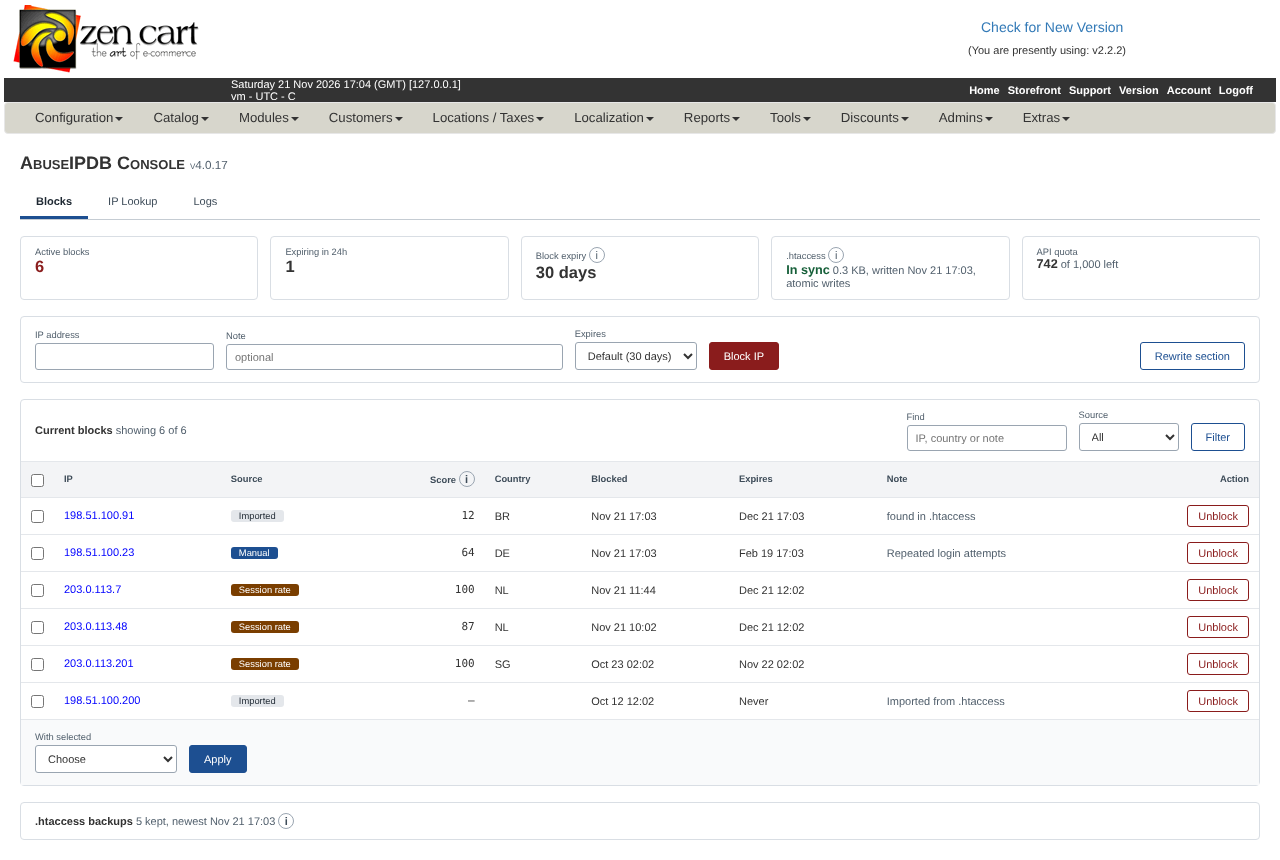 zen cart
the art of e-commerce
Check for New Version
(You are presently using: v2.2.2)
Saturday 21 Nov 2026 17:04 (GMT) [127.0.0.1]
vm - UTC - C
Home Storefront Support Version Account Logoff
Configuration Catalog Modules Customers Locations / Taxes Localization Reports Tools Discounts Admins Extras
AbuseIPDB Console v4.0.17
Blocks IP Lookup Logs
Active blocks
6
Expiring in 24h
1
Block expiry i
30 days
.htaccess i
In sync 0.3 KB, written Nov 21 17:03,
atomic writes
API quota
742 of 1,000 left
IP address
Note
optional
Expires
Default (30 days)
Block IP
Rewrite section
Current blocks showing 6 of 6
Find
IP, country or note
Source
All
Filter
IP Source Score i Country Blocked Expires Note Action
198.51.100.91 Imported 12 BR Nov 21 17:03 Dec 21 17:03 found in .htaccess Unblock
198.51.100.23 Manual 64 DE Nov 21 17:03 Feb 19 17:03 Repeated login attempts Unblock
203.0.113.7 Session rate 100 NL Nov 21 11:44 Dec 21 12:02 Unblock
203.0.113.48 Session rate 87 NL Nov 21 10:02 Dec 21 12:02 Unblock
203.0.113.201 Session rate 100 SG Oct 23 02:02 Nov 22 02:02 Unblock
198.51.100.200 Imported – Oct 12 12:02 Never Imported from .htaccess Unblock
With selected
Choose
Apply
.htaccess backups 5 kept, newest Nov 21 17:03 i